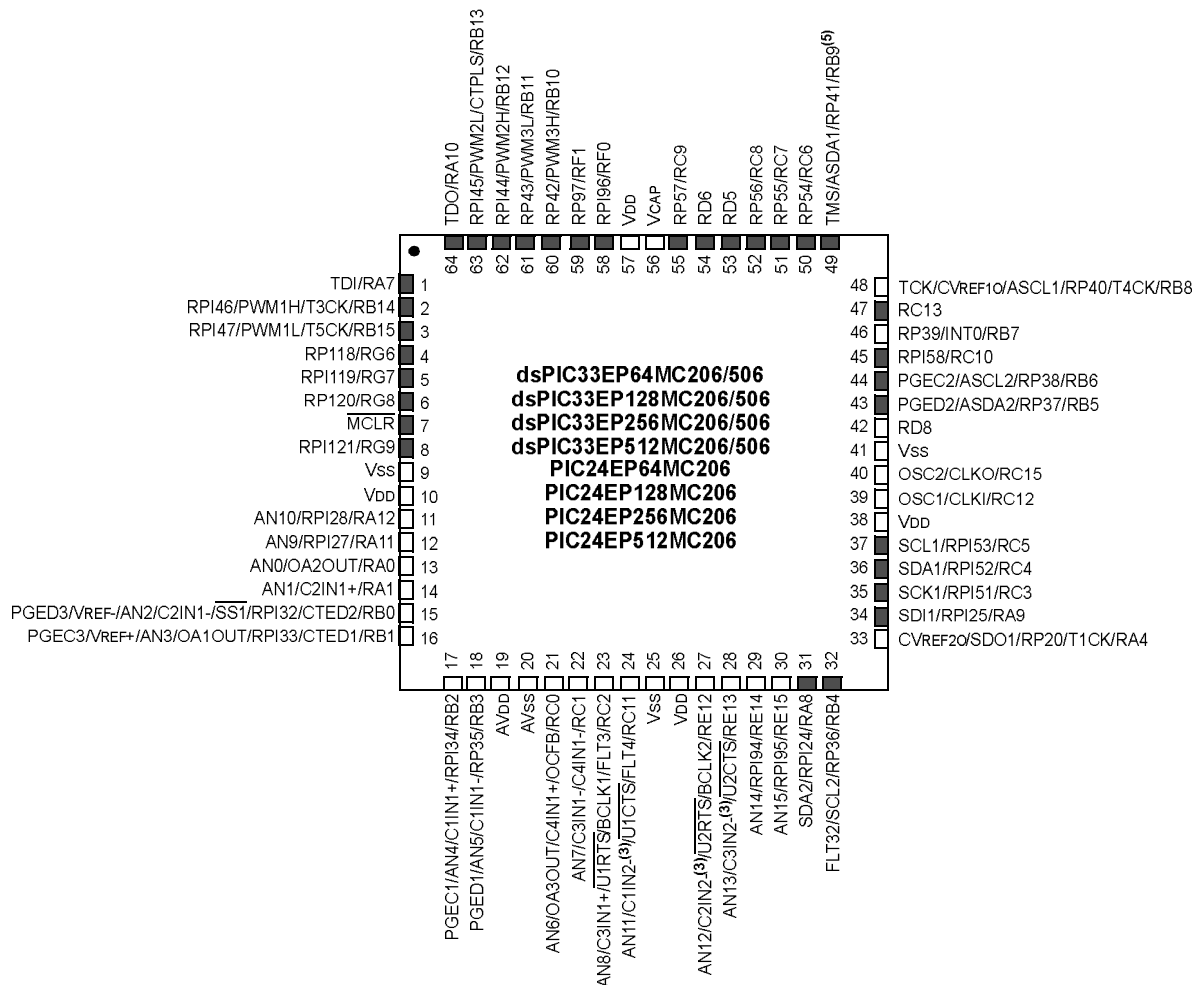 TDO/RA10
RPI45/PWM2L/CTPLS/RB13
RPI44/PWM2H/RB12
RP43/PWM3L/RB11
RP42/PWM3H/RB10
RP97/RF1
RPI96/RF0
VDD
VCAP
RP57/RC9
RD6
RD5
RP56/RC8
RP55/RC7
RP54/RC6
TMS/ASDA1/RP41/RB9(5)
64
63
62
61
60
59
58
57
56
55
54
53
52
51
50
49
TDI/RA7 1
RPI46/PWM1H/T3CK/RB14 2
RPI47/PWM1L/T5CK/RB15 3
RP118/RG6 4
RPI119/RG7 5
RP120/RG8 6
MCLR 7
RPI121/RG9 8
VSS 9
VDD 10
AN10/RPI28/RA12 11
AN9/RPI27/RA11 12
AN0/OA2OUT/RA0 13
AN1/C2IN1+/RA1 14
PGED3/VREF-/AN2/C2IN1-/SS1/RPI32/CTED2/RB0 15
PGEC3/VREF+/AN3/OA1OUT/RPI33/CTED1/RB1 16
dsPIC33EP64MC206/506
dsPIC33EP128MC206/506
dsPIC33EP256MC206/506
dsPIC33EP512MC206/506
PIC24EP64MC206
PIC24EP128MC206
PIC24EP256MC206
PIC24EP512MC206
48 TCK/CVREF1O/ASCL1/RP40/T4CK/RB8
47 RC13
46 RP39/INT0/RB7
45 RPI58/RC10
44 PGEC2/ASCL2/RP38/RB6
43 PGED2/ASDA2/RP37/RB5
42 RD8
41 VSS
40 OSC2/CLKO/RC15
39 OSC1/CLKI/RC12
38 VDD
37 SCL1/RPI53/RC5
36 SDA1/RPI52/RC4
35 SCK1/RPI51/RC3
34 SDI1/RPI25/RA9
33 CVREF2O/SDO1/RP20/T1CK/RA4
17
18
19
20
21
22
23
24
25
26
27
28
29
30
31
32
PGEC1/AN4/C1IN1+/RPI34/RB2
PGED1/AN5/C1IN1-/RP35/RB3
AVDD
AVSS
AN6/OA3OUT/C4IN1+/OCFB/RC0
AN7/C3IN1-/C4IN1-/RC1
AN8/C3IN1+/U1RTS/BCLK1/FLT3/RC2
AN11/C1IN2-(3)/U1CTS/FLT4/RC11
VSS
VDD
AN12/C2IN2-(3)/U2RTS/BCLK2/RE12
AN13/C3IN2-(3)/U2CTS/RE13
AN14/RPI94/RE14
AN15/RPI95/RE15
SDA2/RPI24/RA8
FLT32/SCL2/RP36/RB4